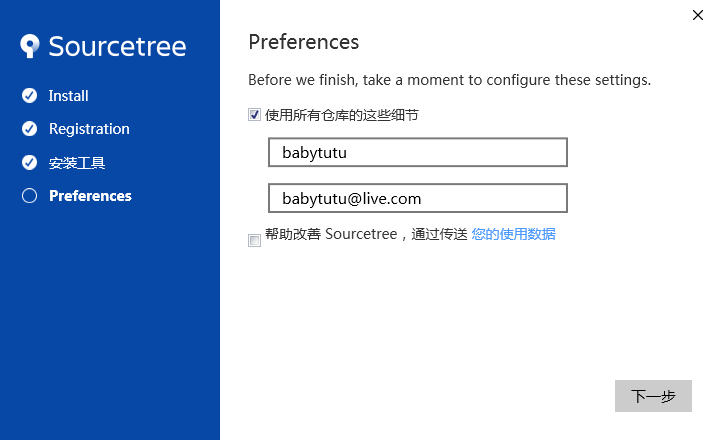 Sourcetree
Install
Registration
安装工具
Preferences
Preferences
Before we finish, take a moment to configure these settings.
使用所有仓库的这些细节
babytutu
babytutu@live.com
帮助改善 Sourcetree，通过传送 您的使用数据
下一步